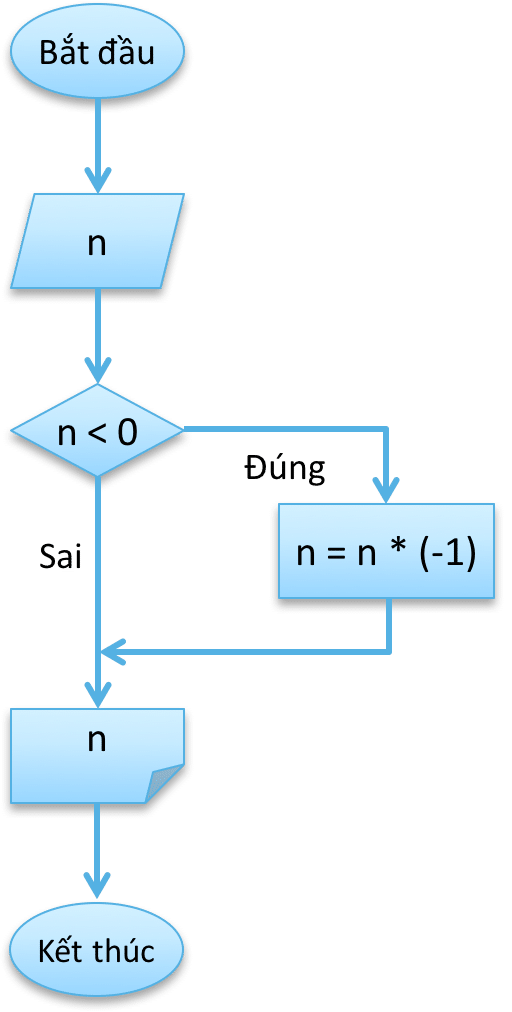 Bắt đầu
n
n < 0
Đúng
n = n * (-1)
Sai
n
Kết thúc